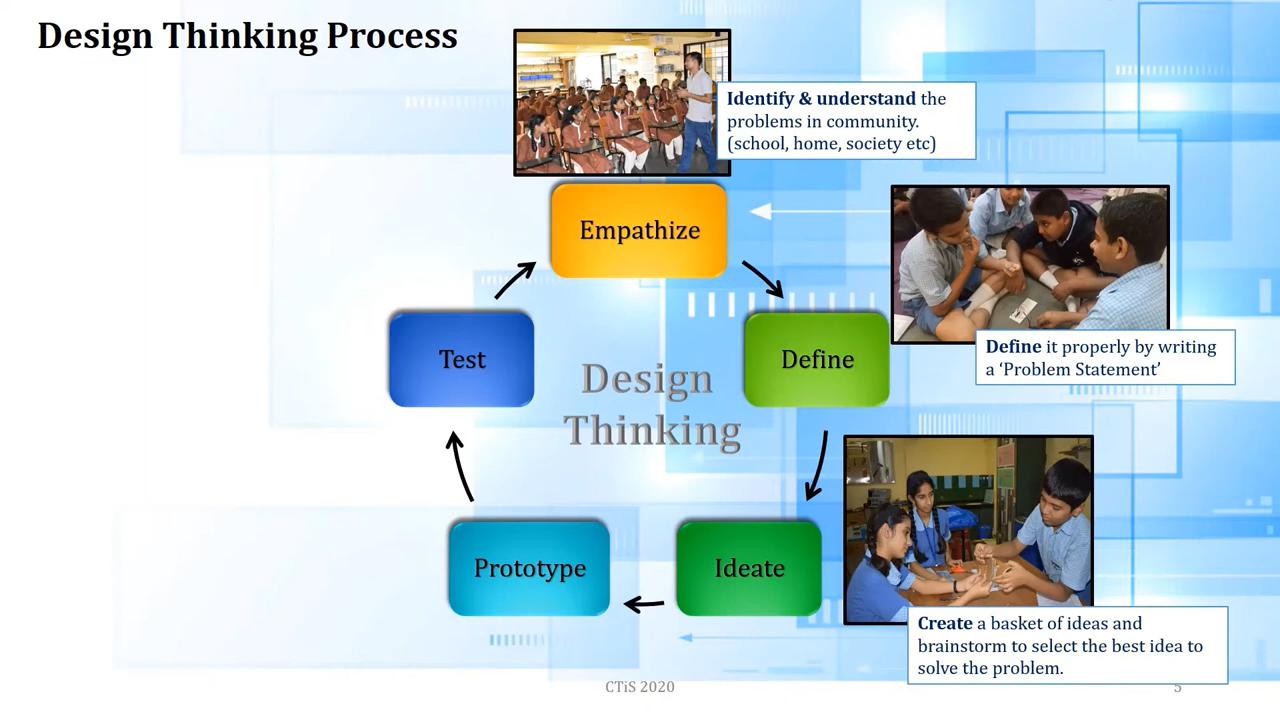 Design Thinking Process
Identify & understand the
problems in community.
(school, home, society etc)
Empathize
Define
Define it properly by writing
a ‘Problem Statement’
Test
Design
Thinking
Prototype
Ideate
Create a basket of ideas and
brainstorm to select the best idea to
solve the problem.
CTiS 2020
5